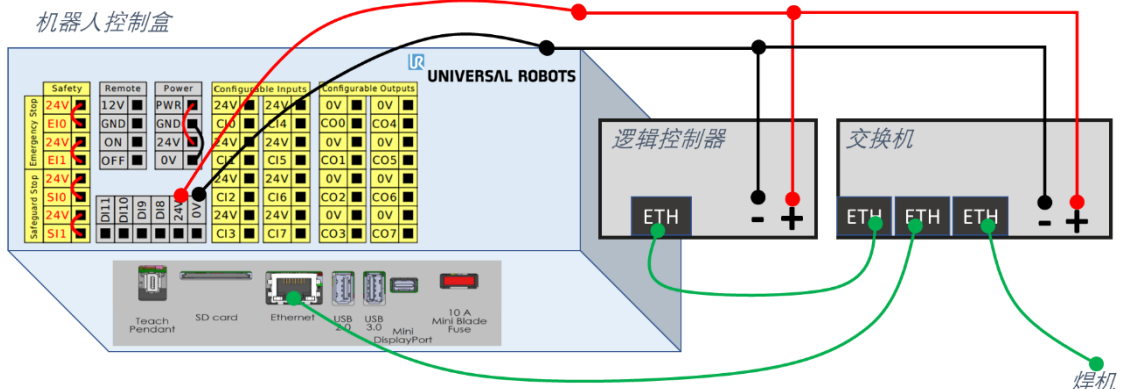 机器人控制盒
UR
UNIVERSAL ROBOTS
Safety
Remote
Power
Configurable Inputs
Configurable Outputs
Emergency Stop
24V
EI0
24V
EI1
Safeguard Stop
24V
SI0
24V
SI1
12V
GND
ON
OFF
PWR
GND
24V
0V
24V 24V
CI0 CI4
24V 24V
CI1 CI5
24V 24V
CI2 CI6
24V 24V
CI3 CI7
0V 0V
CO0 CO4
0V 0V
CO1 CO5
0V 0V
CO2 CO6
0V 0V
CO3 CO7
DI11
DI10
DI9
DI8
24V
0V
逻辑控制器
ETH
- +
交换机
ETH ETH ETH
- +
Teach
Pendant
SD card
Ethernet
USB
2.0
USB
3.0
Mini
DisplayPort
10 A
Mini Blade
Fuse
焊机